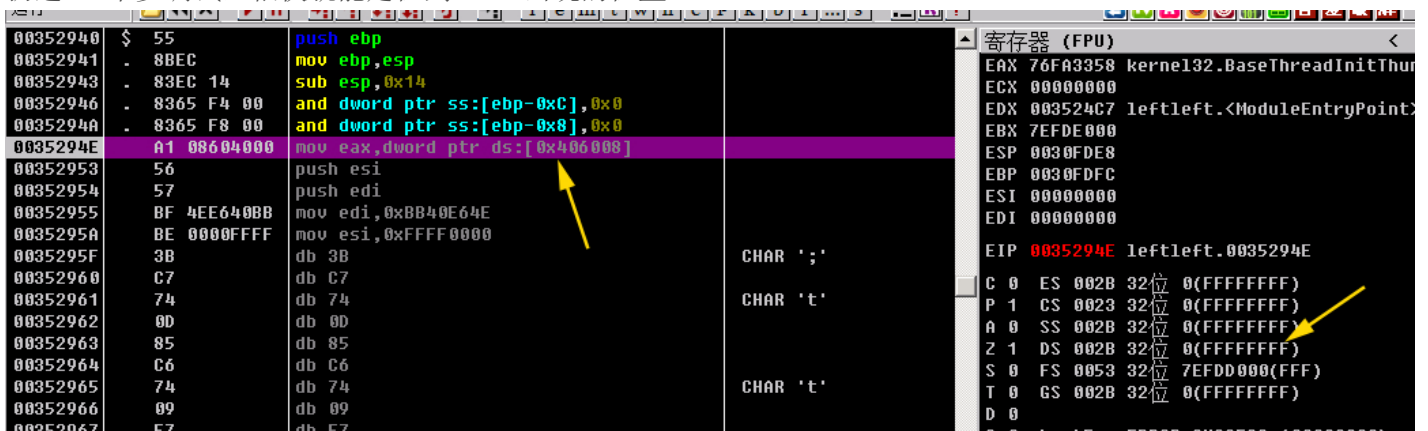 00352940 $ 55 push ebp
00352941 . 8BEC mov ebp,esp
00352943 . 83EC 14 sub esp,0x14
00352946 . 8365 F4 00 and dword ptr ss:[ebp-0xC],0x0
0035294A . 8365 F8 00 and dword ptr ss:[ebp-0x8],0x0
0035294E A1 08604000 mov eax,dword ptr ds:[0x406008]
00352953 56 push esi
00352954 57 push edi
00352955 BF 4EE640BB mov edi,0xBB40E64E
0035295A BE 0000FFFF mov esi,0xFFFF0000
0035295F 3B db 3B CHAR ';'
00352960 C7 db C7
00352961 74 db 74 CHAR 't'
00352962 0D db 0D
00352963 85 db 85
00352964 C6 db C6
00352965 74 db 74 CHAR 't'
00352966 09 db 09
00352967 F7 db F7
寄存器 (FPU) <
EAX 76FA3358 kernel32.BaseThreadInitThun
ECX 00000000
EDX 003524C7 leftleft.<ModuleEntryPoint>
EBX 7EFDE000
ESP 0030FDE8
EBP 0030FDFC
ESI 00000000
EDI 00000000
EIP 0035294E leftleft.0035294E
C 0 ES 002B 32位 0(FFFFFFFF)
P 1 CS 0023 32位 0(FFFFFFFF)
A 0 SS 002B 32位 0(FFFFFFFF)
Z 1 DS 002B 32位 0(FFFFFFFF)
S 0 FS 0053 32位 7EFDD000(FFF)
T 0 GS 002B 32位 0(FFFFFFFF)
D 0